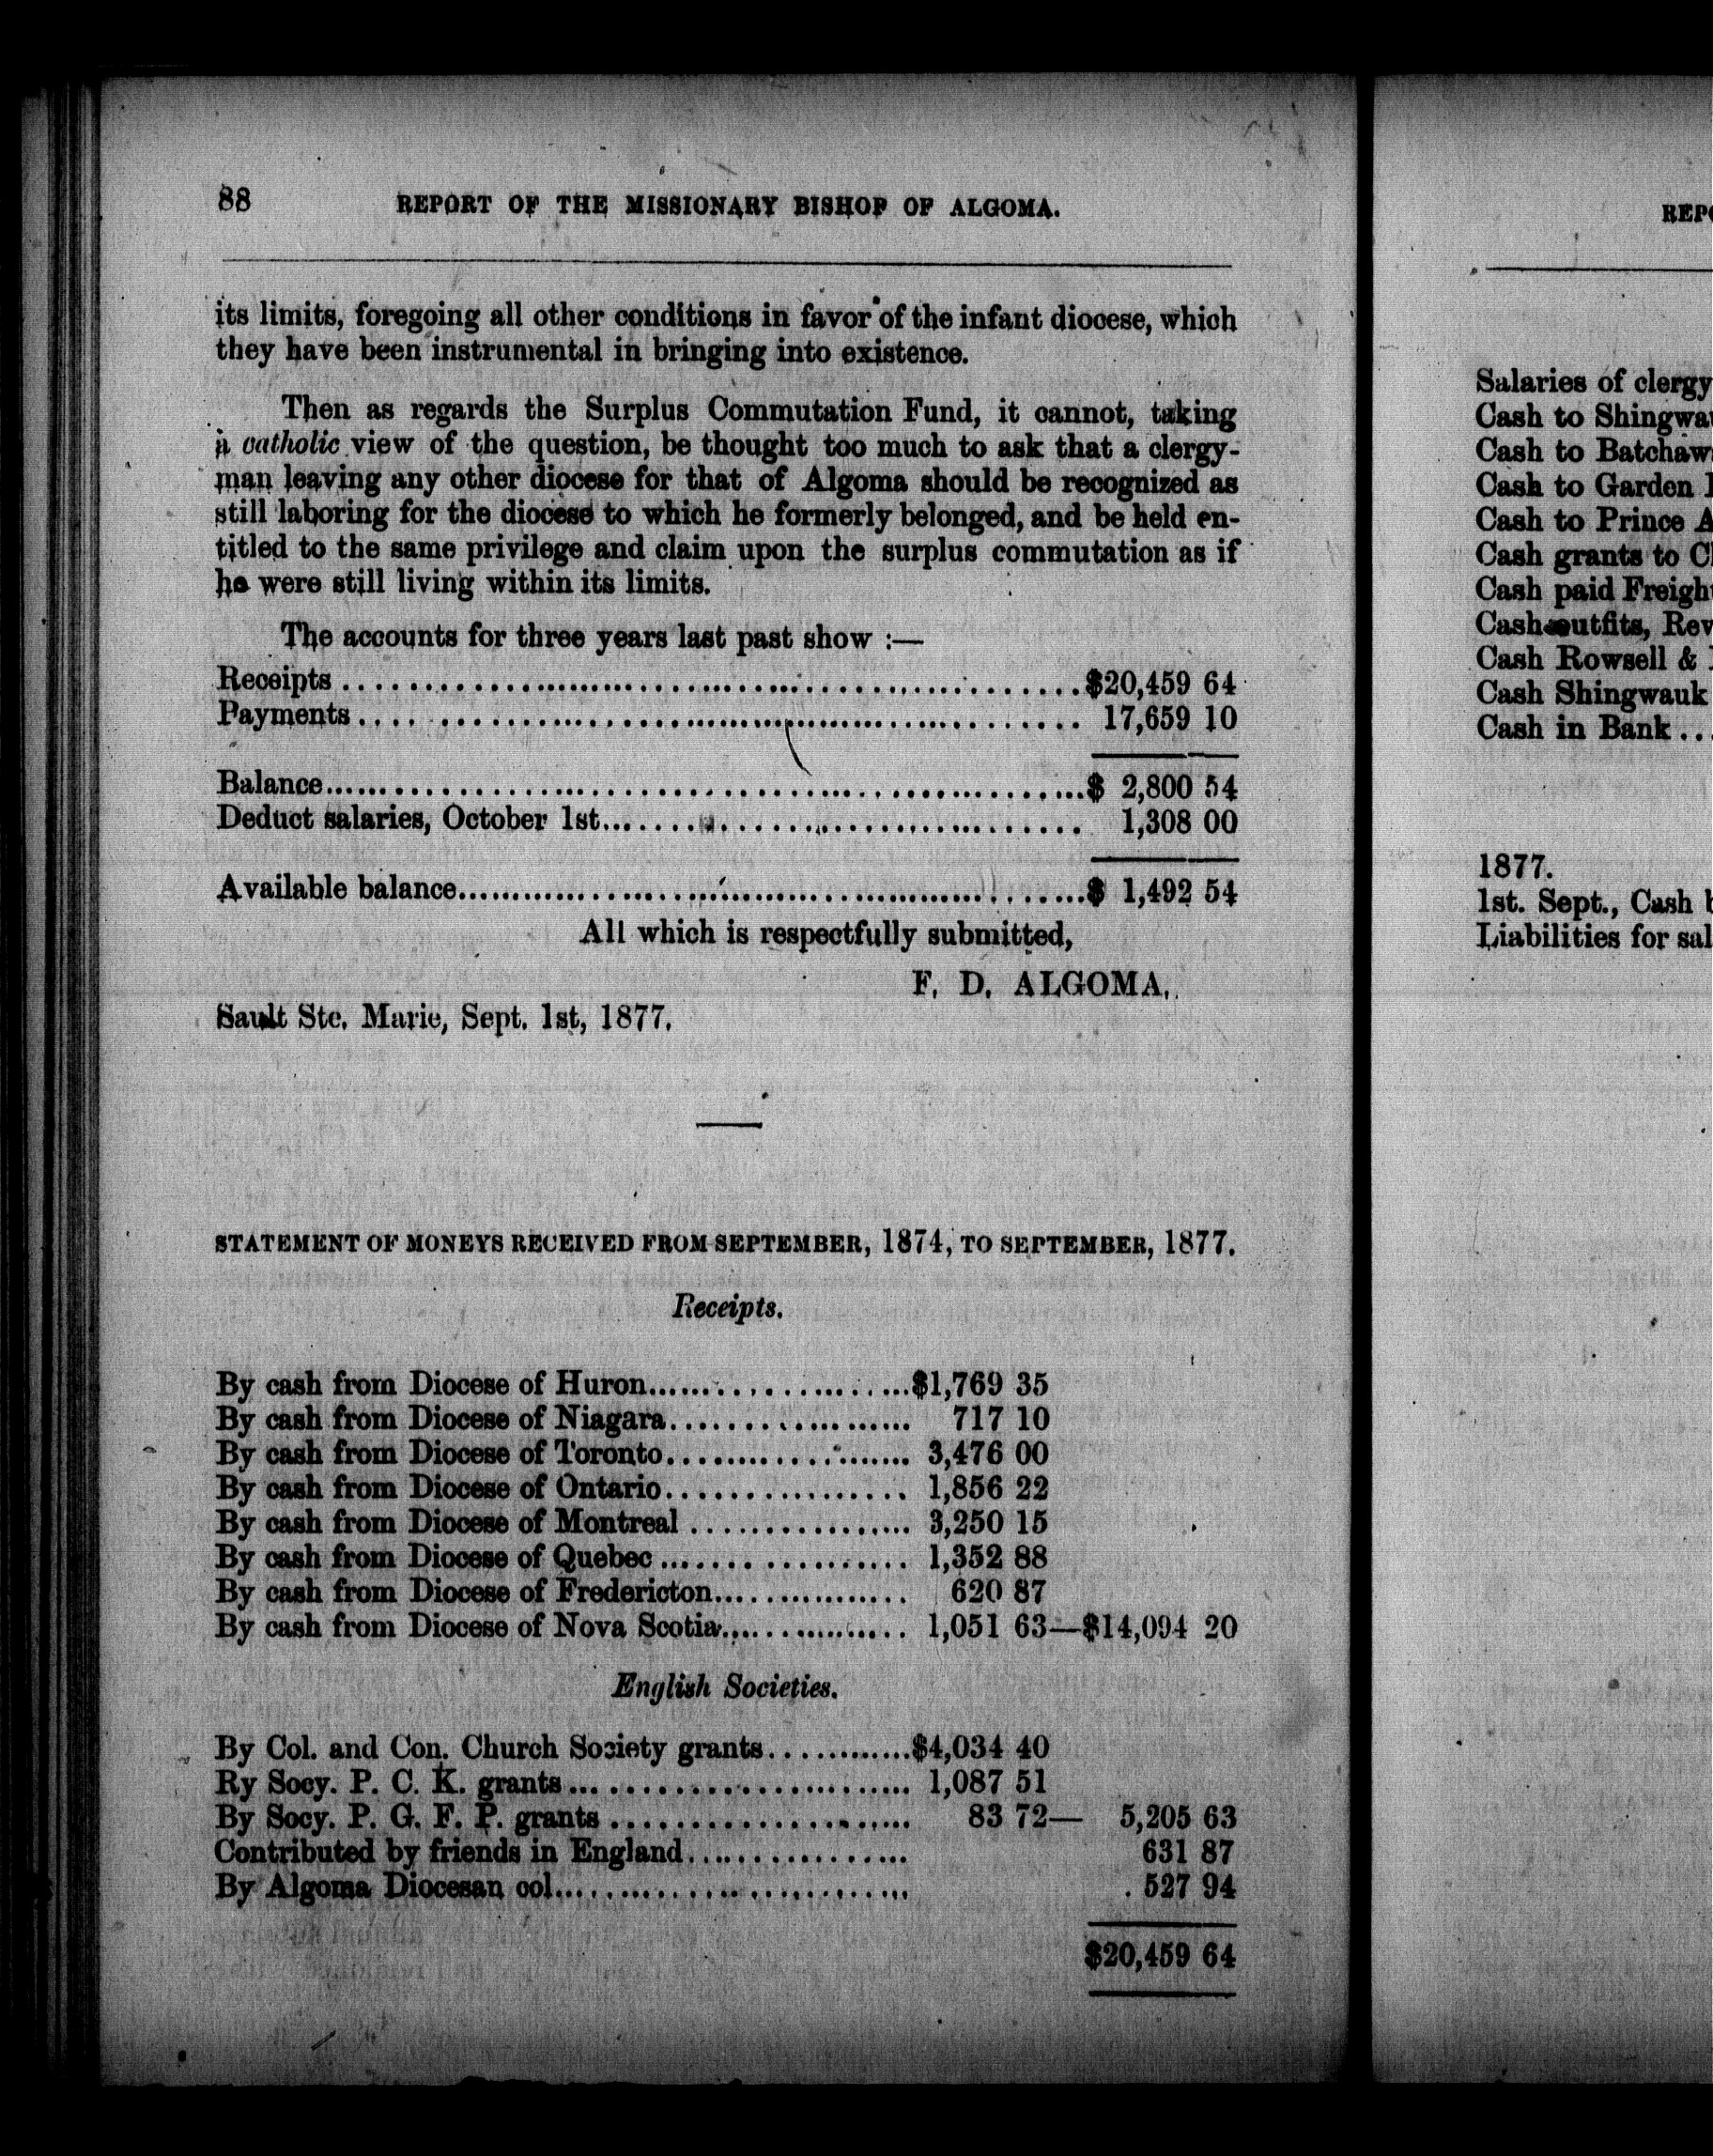 88 REPORT OF THE MISSIONARY BISHOP OF ALGOMA.
its limits, foregoing all other conditions in favor of the infant diocese, which
they have been instrumental in bringing into existence.
Then as regards the Surplus Commutation Fund, it cannot, taking
a catholic view of the question, be thought too much to ask that a clergy-
man leaving any other diocese for that of Algoma should be recognized as
still laboring for the diocese to which he formerly belonged, and be held en-
titled to the same privilege and claim upon the surplus commutation as if
he were still living within its limits.
The accounts for three years last past show :—
Receipts ........................................ $20,459 64
Payments ........................................ 17,659 10
Balance ........................................ $ 2,800 54
Deduct salaries, October 1st ........................................ 1,308 00
Available balance ........................................ $ 1,492 54
All which is respectfully submitted,
F. D. ALGOMA.
Sault Ste. Marie, Sept. 1st, 1877.
STATEMENT OF MONEYS RECEIVED FROM SEPTEMBER, 1874, TO SEPTEMBER, 1877.
Receipts.
By cash from Diocese of Huron.................... $1,769 35
By cash from Diocese of Niagara.................... 717 10
By cash from Diocese of Toronto.................... 3,476 00
By cash from Diocese of Ontario.................... 1,856 22
By cash from Diocese of Montreal .................... 3,250 15
By cash from Diocese of Quebec .................... 1,352 88
By cash from Diocese of Fredericton.................... 620 87
By cash from Diocese of Nova Scotia.................... 1,051 63—$14,094 20
English Societies.
By Col. and Con. Church Society grants............. $4,034 40
Ry Socy. P. C. K. grants .................... 1,087 51
By Socy. P. G. F. P. grants .................... 83 72— 5,205 63
Contributed by friends in England.................... 631 87
By Algoma Diocesan col.................... 527 94
$20,459 64
REPO
Salaries of clergy
Cash to Shingwa
Cash to Batchaw
Cash to Garden
Cash to Prince A
Cash grants to C
Cash paid Freigh
Cash outfits, Rev
Cash Rowsell &
Cash Shingwauk
Cash in Bank ...
1877.
1st. Sept., Cash
Liabilities for sal